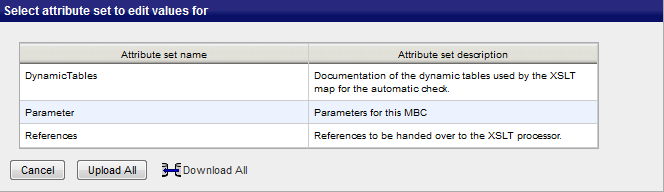 Select attribute set to edit values for
Attribute set name Attribute set description
DynamicTables Documentation of the dynamic tables used by the XSLT
map for the automatic check.
Parameter Parameters for this MBC
References References to be handed over to the XSLT processor.
Cancel Upload All Download All